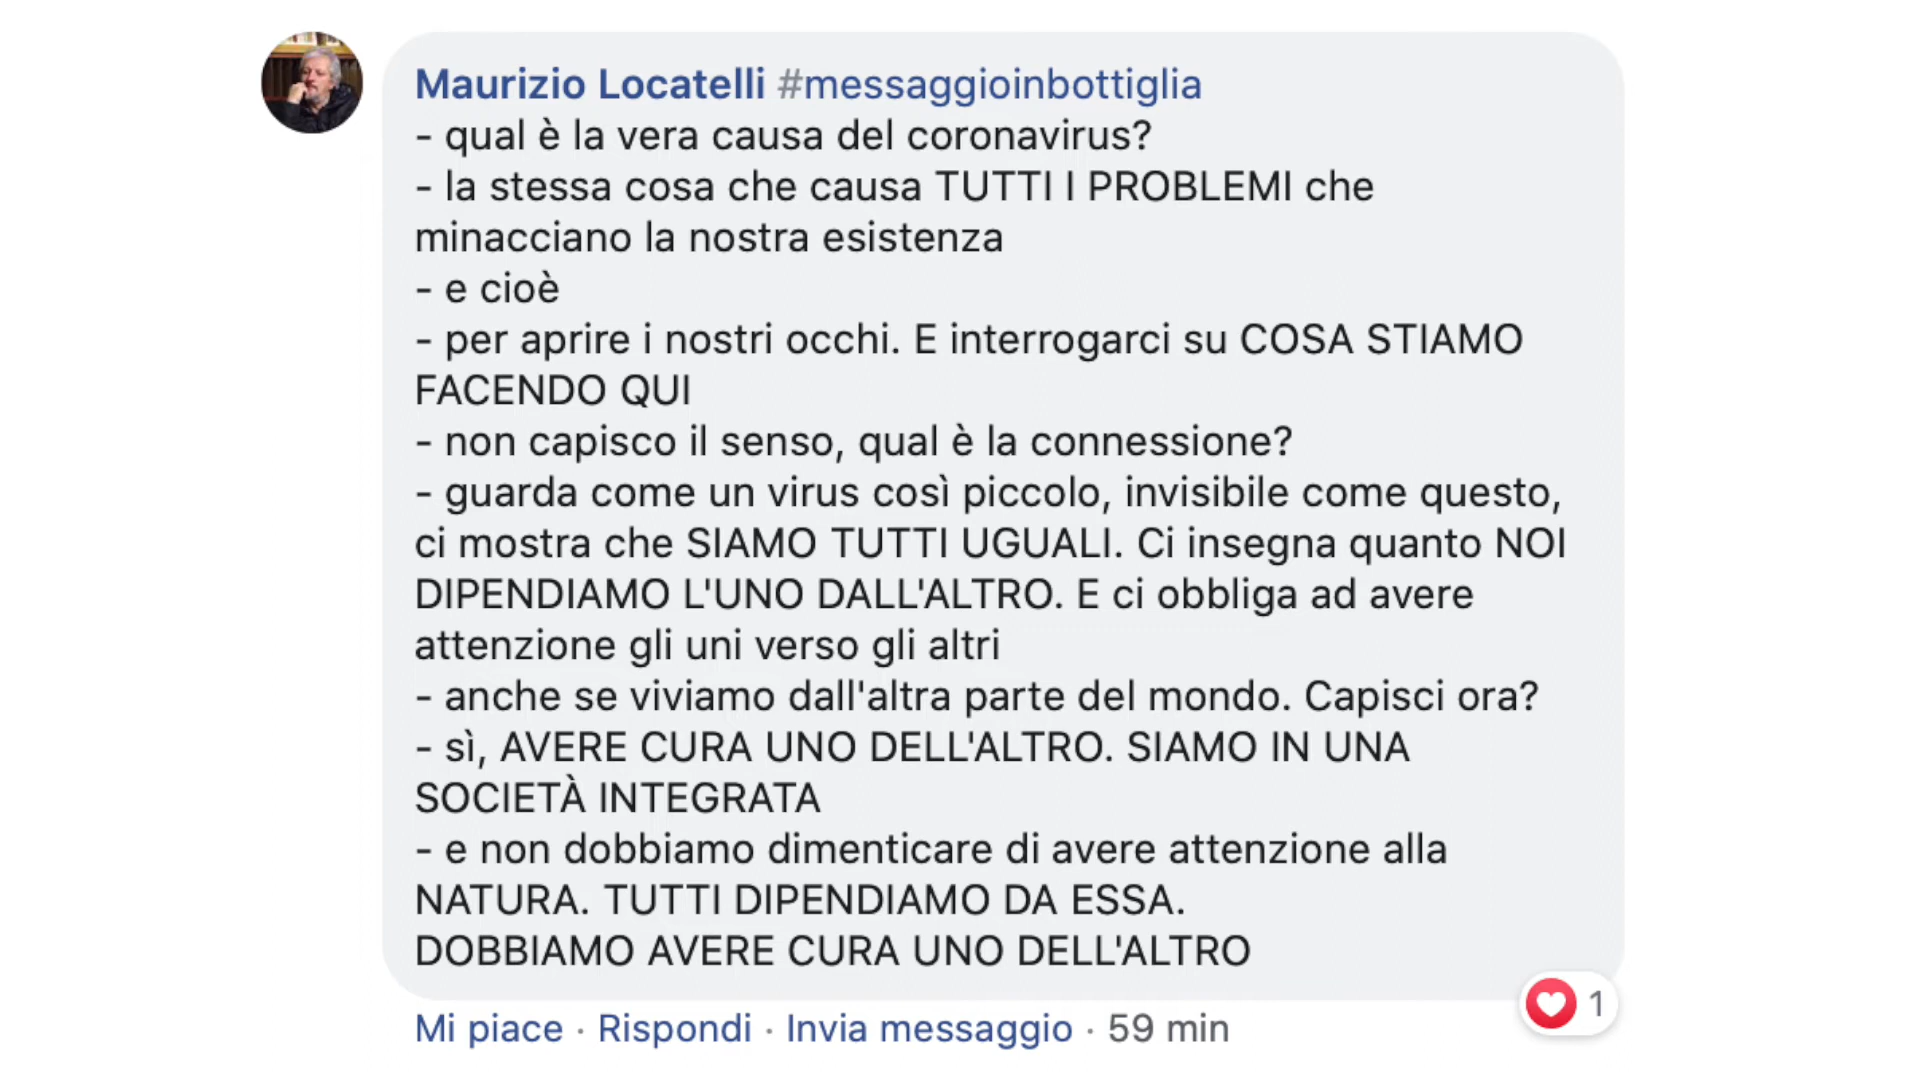 Maurizio Locatelli #messaggioinbottiglia
- qual è la vera causa del coronavirus?
- la stessa cosa che causa TUTTI I PROBLEMI che
minacciano la nostra esistenza
- e cioè
- per aprire i nostri occhi. E interrogarci su COSA STIAMO
FACENDO QUI
- non capisco il senso, qual è la connessione?
- guarda come un virus così piccolo, invisibile come questo,
ci mostra che SIAMO TUTTI UGUALI. Ci insegna quanto NOI
DIPENDIAMO L'UNO DALL'ALTRO. E ci obbliga ad avere
attenzione gli uni verso gli altri
- anche se viviamo dall'altra parte del mondo. Capisci ora?
- sì, AVERE CURA UNO DELL'ALTRO. SIAMO IN UNA
SOCIETÀ INTEGRATA
- e non dobbiamo dimenticare di avere attenzione alla
NATURA. TUTTI DIPENDIAMO DA ESSA.
DOBBIAMO AVERE CURA UNO DELL'ALTRO
1
Mi piace · Rispondi · Invia messaggio · 59 min